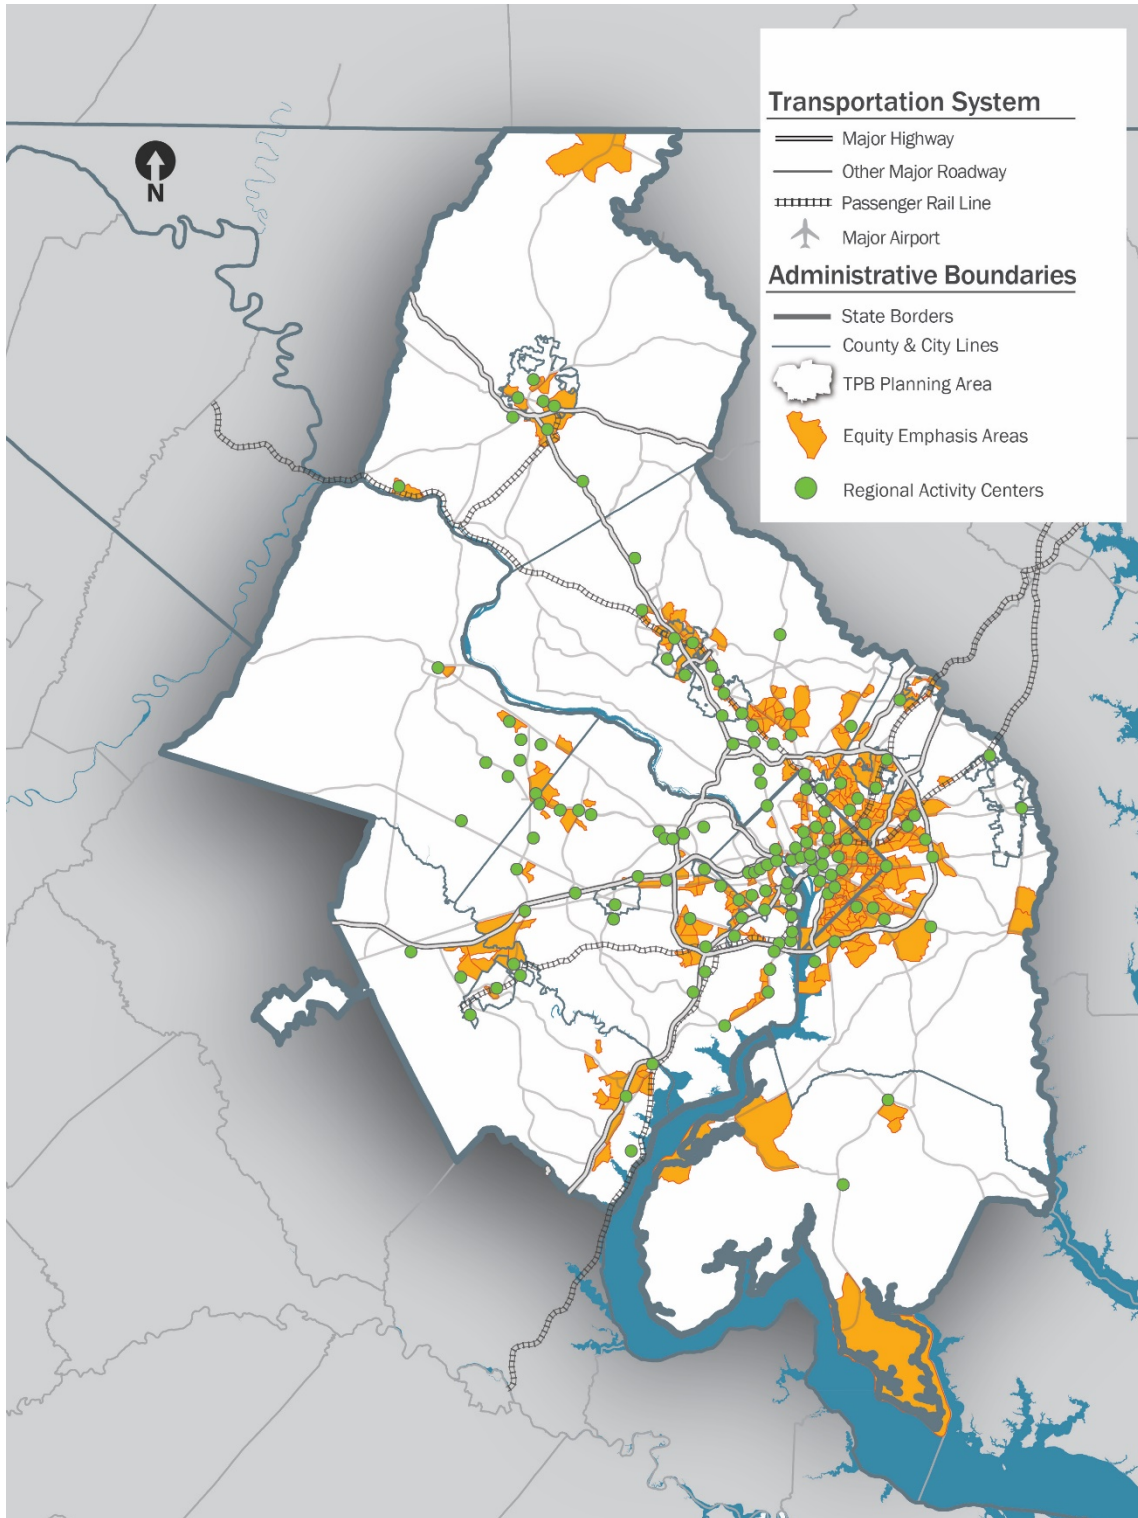 Transportation System
Major Highway
Other Major Roadway
Passenger Rail Line
Major Airport
Administrative Boundaries
State Borders
County & City Lines
TPB Planning Area
Equity Emphasis Areas
Regional Activity Centers
N